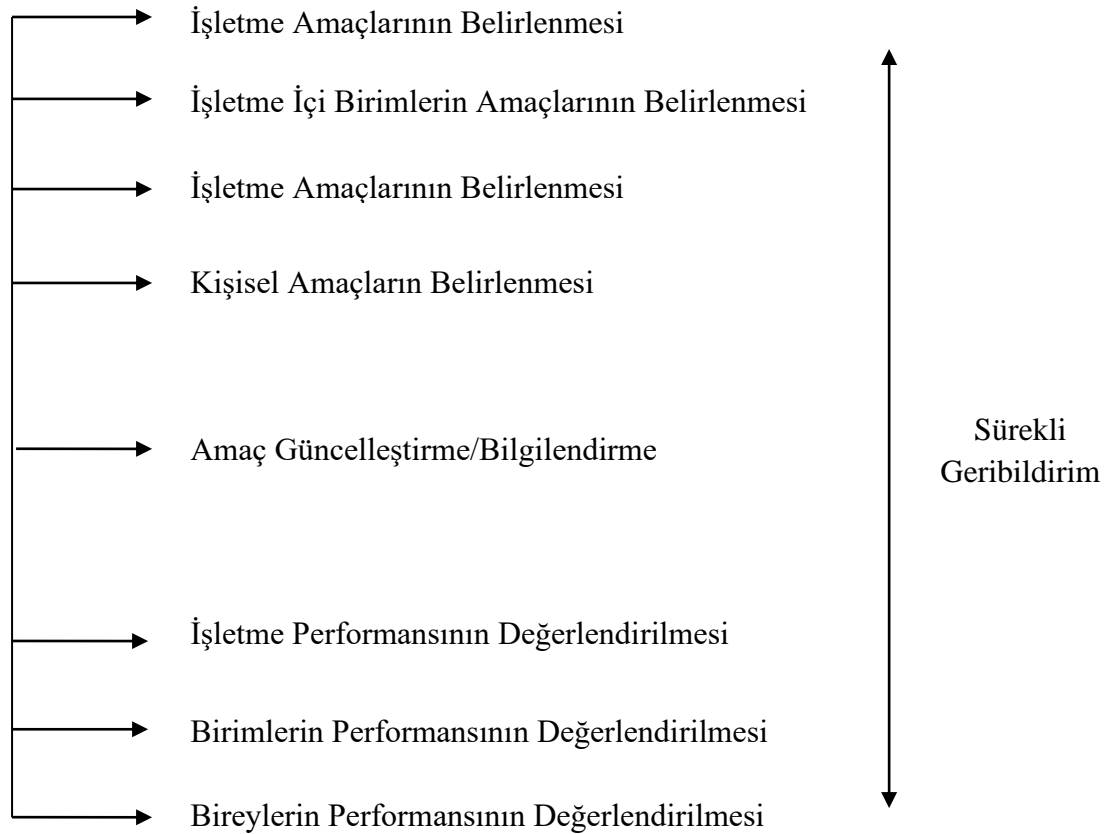 İşletme Amaçlarının Belirlenmesi
İşletme İçi Birimlerin Amaçlarının Belirlenmesi
İşletme Amaçlarının Belirlenmesi
Kişisel Amaçların Belirlenmesi
Amaç Güncelleştirme/Bilgilendirme
Sürekli
Geribildirim
İşletme Performansının Değerlendirilmesi
Birimlerin Performansının Değerlendirilmesi
Bireylerin Performansının Değerlendirilmesi